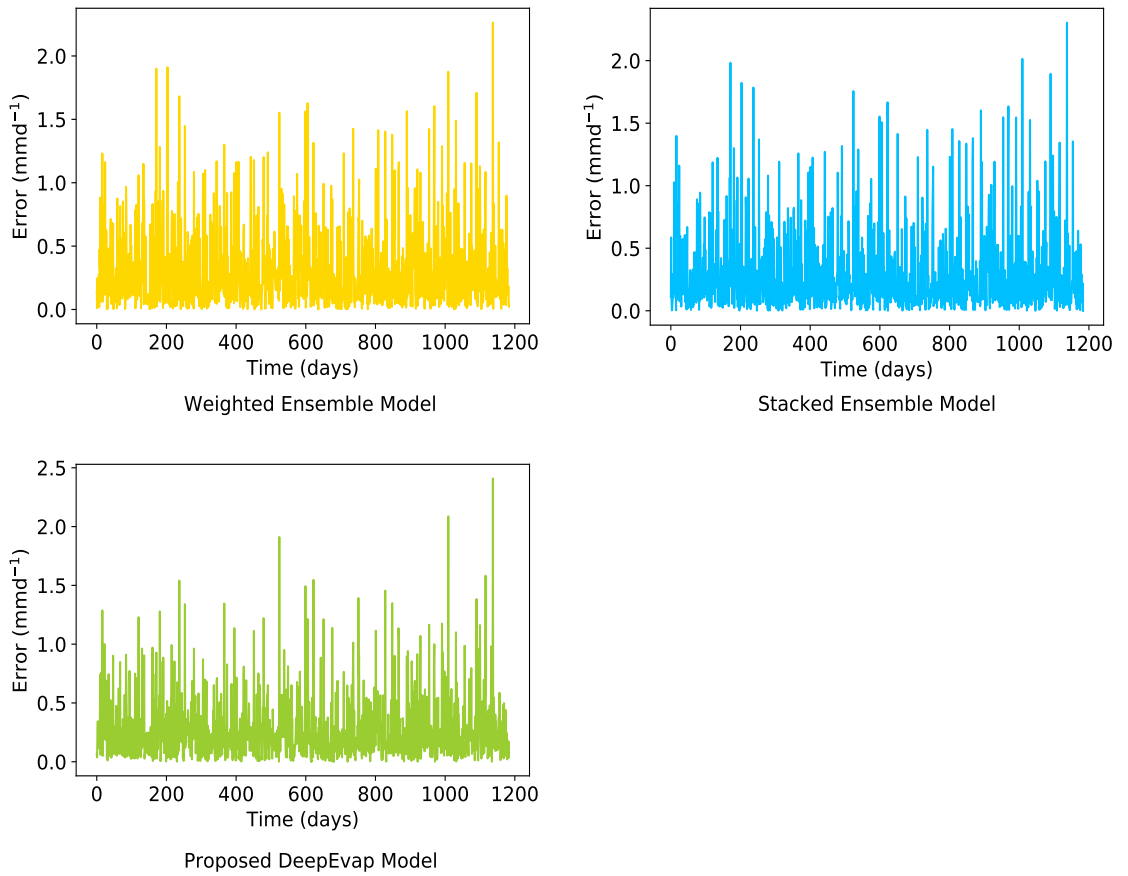 2.0
1.5
1.0
0.5
0.0
Error (mmd⁻¹)
0 200 400 600 800 1000 1200
Time (days)
Weighted Ensemble Model
2.0
1.5
1.0
0.5
0.0
Error (mmd⁻¹)
0 200 400 600 800 1000 1200
Time (days)
Stacked Ensemble Model
2.5
2.0
1.5
1.0
0.5
0.0
Error (mmd⁻¹)
0 200 400 600 800 1000 1200
Time (days)
Proposed DeepEvap Model